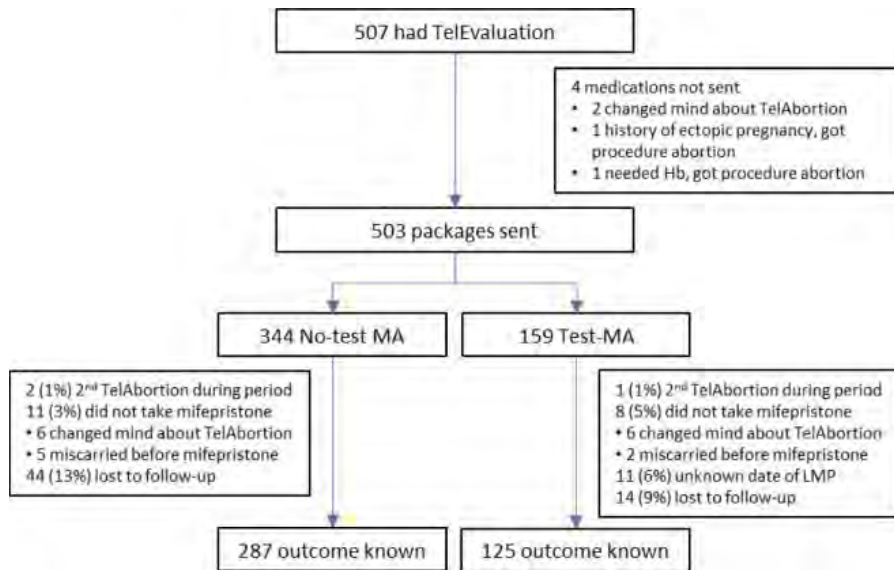 507 had TelEvaluation
4 medications not sent
• 2 changed mind about TelAbortion
• 1 history of ectopic pregnancy, got
procedure abortion
• 1 needed Hb, got procedure abortion
503 packages sent
344 No-test MA
159 Test-MA
2 (1%) 2nd TelAbortion during period
11 (3%) did not take mifepristone
• 6 changed mind about TelAbortion
• 5 miscarried before mifepristone
44 (13%) lost to follow-up
1 (1%) 2nd TelAbortion during period
8 (5%) did not take mifepristone
• 6 changed mind about TelAbortion
• 2 miscarried before mifepristone
11 (6%) unknown date of LMP
14 (9%) lost to follow-up
287 outcome known
125 outcome known